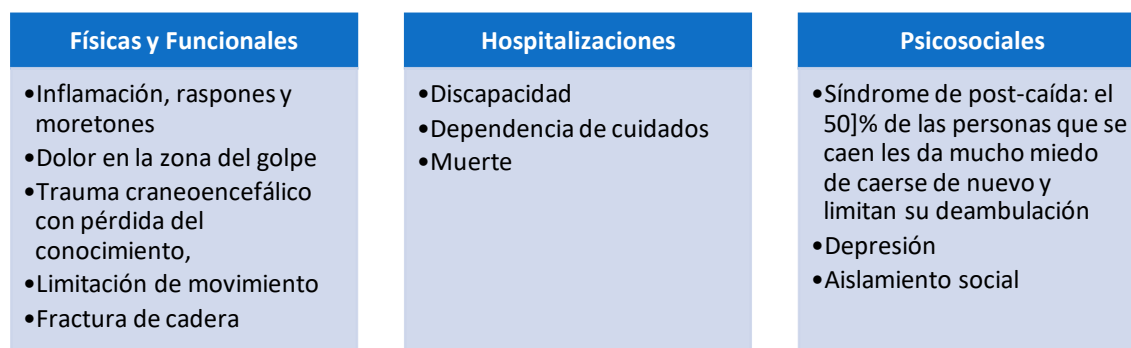 Físicas y Funcionales
•Inflamación, raspones y
moretones
•Dolor en la zona del golpe
•Trauma craneoencefálico
con pérdida del
conocimiento,
•Limitación de movimiento
•Fractura de cadera
Hospitalizaciones
•Discapacidad
•Dependencia de cuidados
•Muerte
Psicosociales
•Síndrome de post-caída: el
50]% de las personas que se
caen les da mucho miedo
de caerse de nuevo y
limitan su deambulación
•Depresión
•Aislamiento social